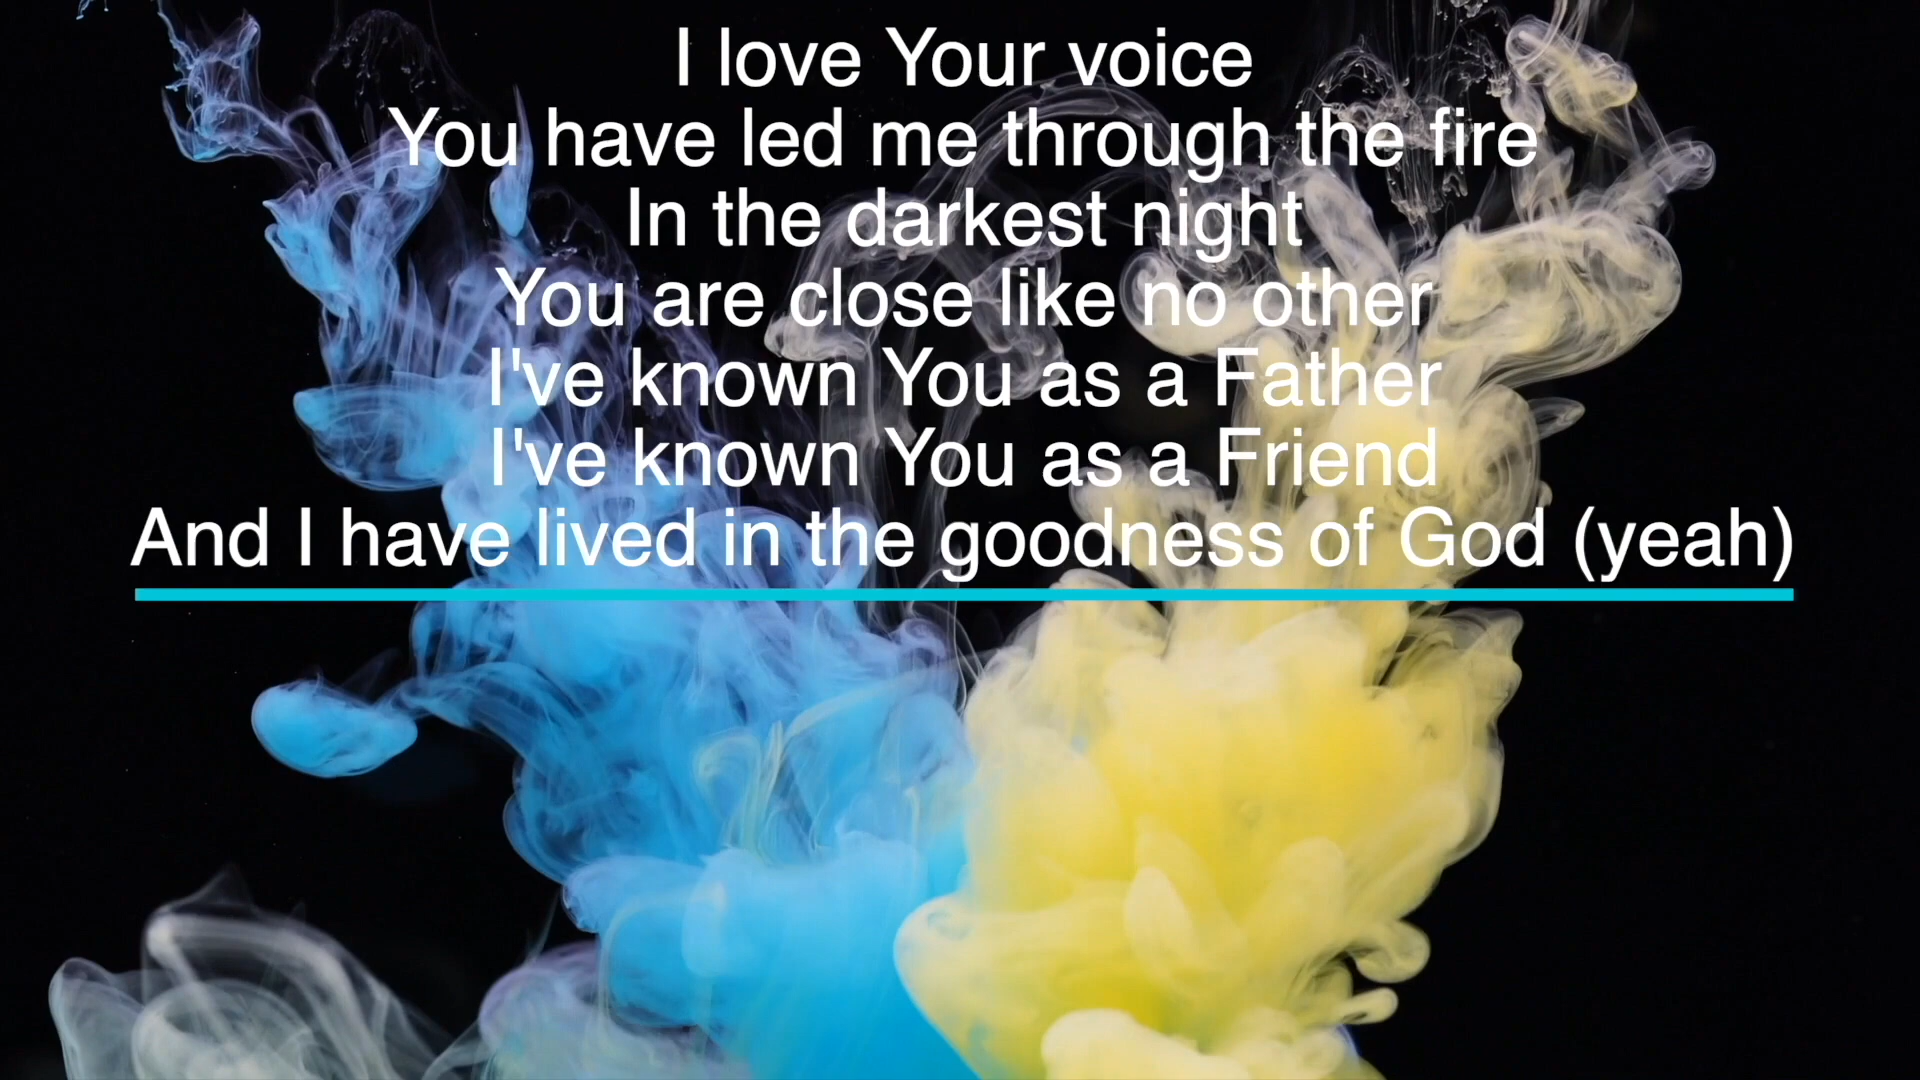 I love Your voice
You have led me through the fire
In the darkest night
You are close like no other
I've known You as a Father
I've known You as a Friend
And I have lived in the goodness of God (yeah)